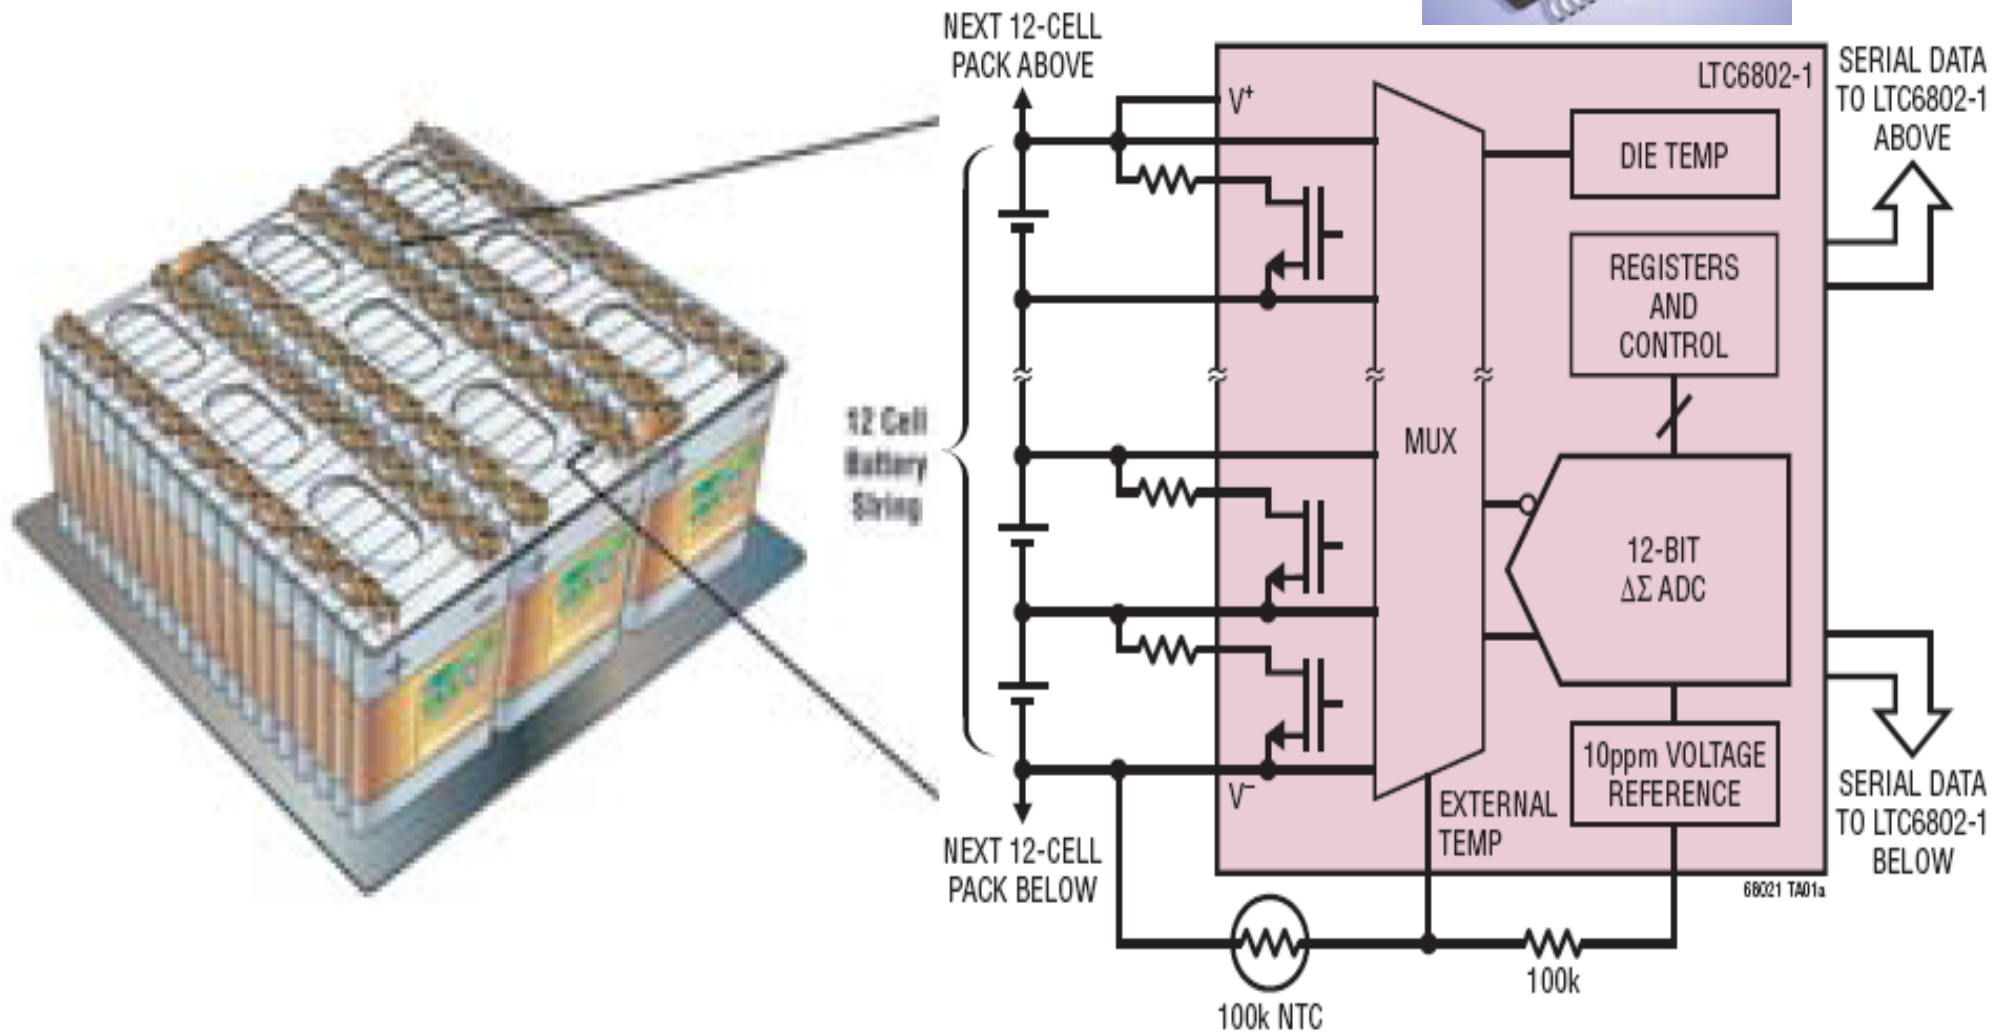 NEXT 12-CELL
PACK ABOVE
12 Cell
Battery
String
NEXT 12-CELL
PACK BELOW
V+
V−
LTC6802-1
DIE TEMP
REGISTERS
AND
CONTROL
MUX
12-BIT
ΔΣ ADC
10ppm VOLTAGE
REFERENCE
EXTERNAL
TEMP
SERIAL DATA
TO LTC6802-1
ABOVE
SERIAL DATA
TO LTC6802-1
BELOW
68021 TA01a
100k NTC
100k